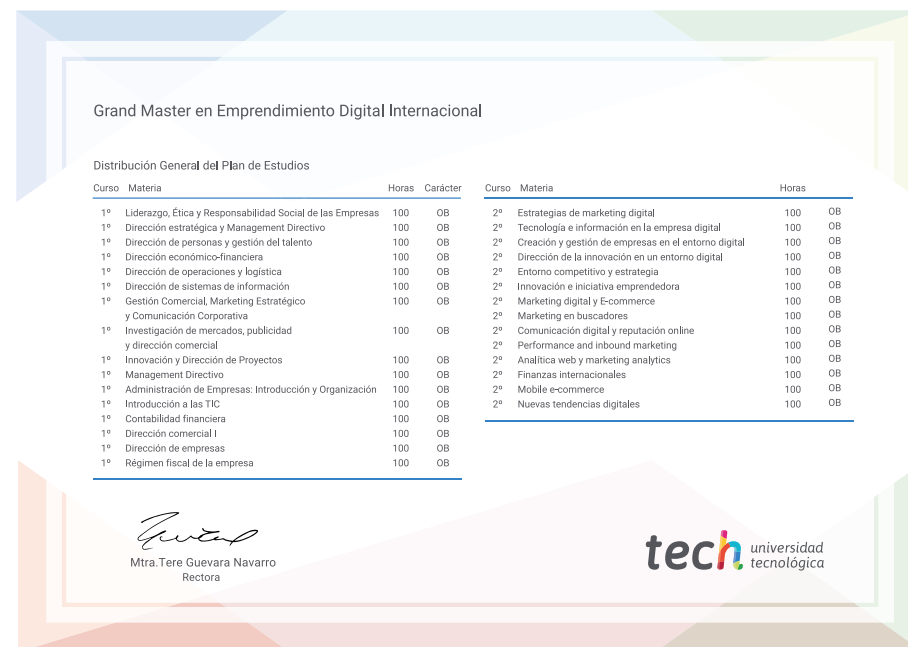 Grand Master en Emprendimiento Digital Internacional
Distribución General del Plan de Estudios
Curso Materia Horas Carácter
1º Liderazgo, Ética y Responsabilidad Social de las Empresas 100 OB
1º Dirección estratégica y Management Directivo 100 OB
1º Dirección de personas y gestión del talento 100 OB
1º Dirección económico-financiera 100 OB
1º Dirección de operaciones y logística 100 OB
1º Dirección de sistemas de información 100 OB
1º Gestión Comercial, Marketing Estratégico 100 OB
y Comunicación Corporativa
1º Investigación de mercados, publicidad 100 OB
y dirección comercial
1º Innovación y Dirección de Proyectos 100 OB
1º Management Directivo 100 OB
1º Administración de Empresas: Introducción y Organización 100 OB
1º Introducción a las TIC 100 OB
1º Contabilidad financiera 100 OB
1º Dirección comercial I 100 OB
1º Dirección de empresas 100 OB
1º Régimen fiscal de la empresa 100 OB
Curso Materia Horas
2º Estrategias de marketing digital 100 OB
2º Tecnología e información en la empresa digital 100 OB
2º Creación y gestión de empresas en el entorno digital 100 OB
2º Dirección de la innovación en un entorno digital 100 OB
2º Entorno competitivo y estrategia 100 OB
2º Innovación e iniciativa emprendedora 100 OB
2º Marketing digital y E-commerce 100 OB
2º Marketing en buscadores 100 OB
2º Comunicación digital y reputación online 100 OB
2º Performance and inbound marketing 100 OB
2º Analítica web y marketing analytics 100 OB
2º Finanzas internacionales 100 OB
2º Mobile e-commerce 100 OB
2º Nuevas tendencias digitales 100 OB
Mtra.Tere Guevara Navarro
Rectora
tech universidad
tecnológica